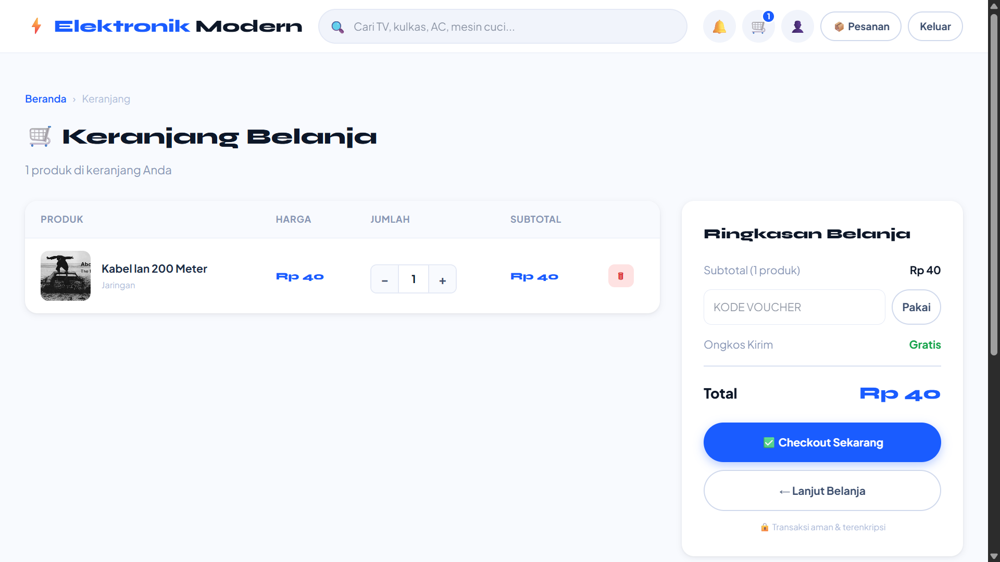 Elektronik Modern
Cari TV, kulkas, AC, mesin cuci...
1
Pesanan
Keluar
Beranda › Keranjang
Keranjang Belanja
1 produk di keranjang Anda
PRODUK HARGA JUMLAH SUBTOTAL
Abo
The
Kabel lan 200 Meter
Jaringan
Rp 40
− 1 +
Rp 40
Ringkasan Belanja
Subtotal (1 produk) Rp 40
KODE VOUCHER Pakai
Ongkos Kirim Gratis
Total Rp 40
✅ Checkout Sekarang
← Lanjut Belanja
Transaksi aman & terenkripsi